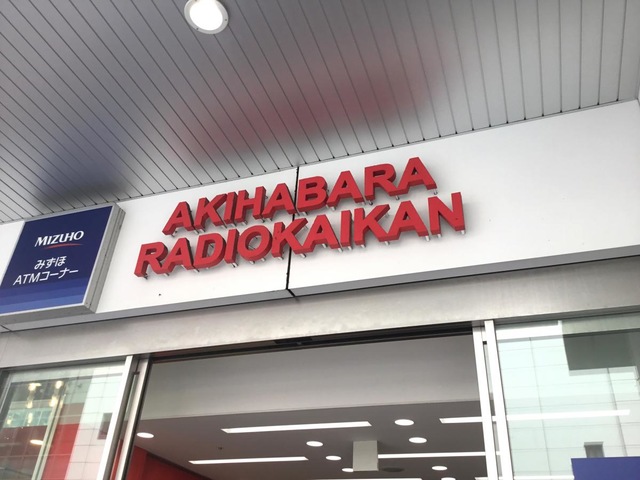 AKIHABARA
RADIOKAIKAN
MIZUHO
みずほ
ATMコーナー